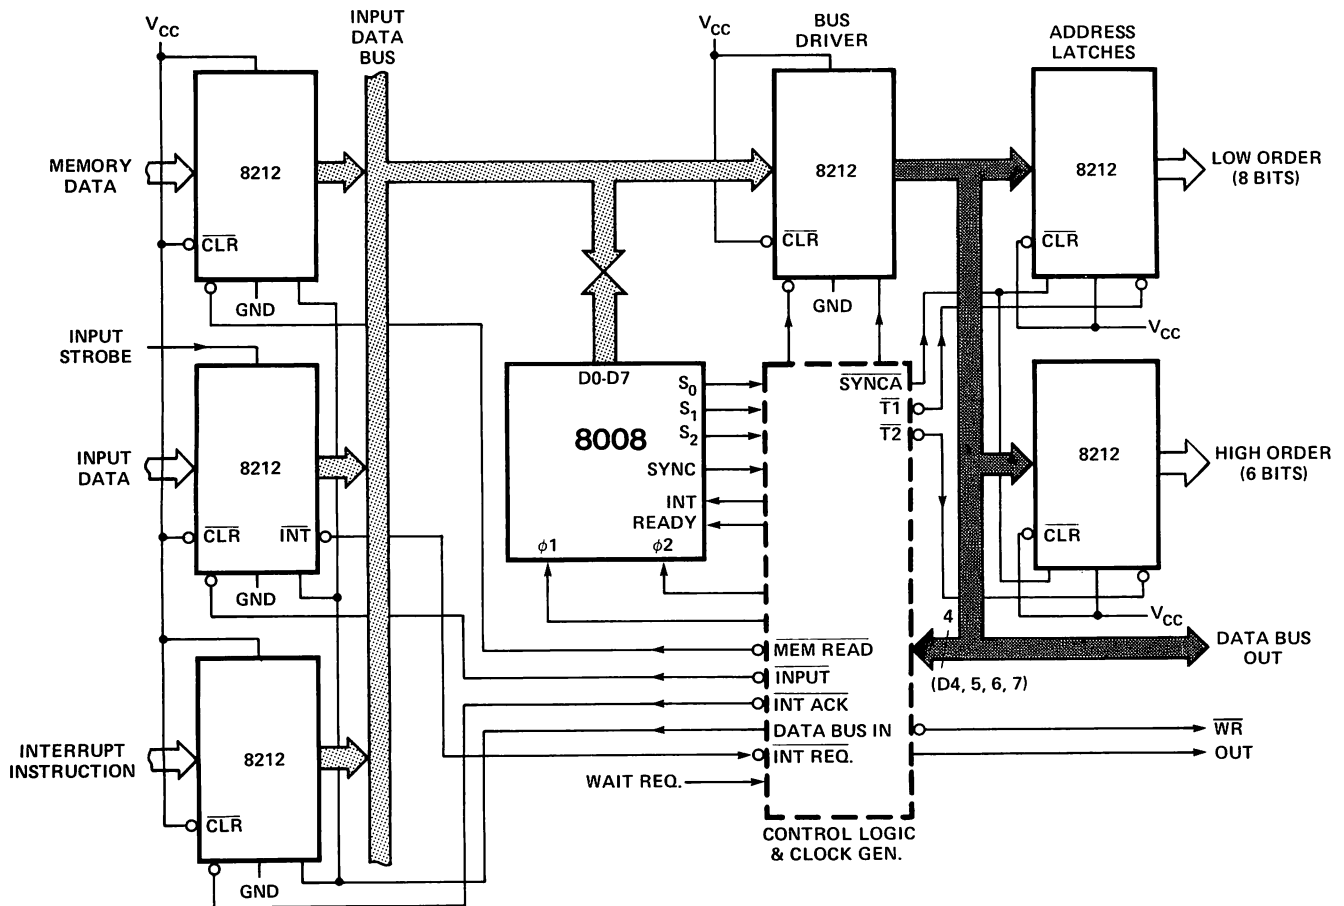 VCC
INPUT
DATA
BUS
VCC
BUS
DRIVER
ADDRESS
LATCHES
MEMORY
DATA
8212
CLR
GND
8212
CLR
GND
8212
CLR
VCC
LOW ORDER
(8 BITS)
INPUT
STROBE
INPUT
DATA
8212
CLR
INT
GND
D0-D7
8008
S0
S1
S2
SYNC
INT
READY
φ1
φ2
SYNCA
T1
T2
8212
CLR
VCC
HIGH ORDER
(6 BITS)
4
(D4, 5, 6, 7)
DATA BUS
OUT
MEM READ
INPUT
INT ACK
DATA BUS IN
INT REQ.
WAIT REQ.
WR
OUT
CONTROL LOGIC
& CLOCK GEN.
INTERRUPT
INSTRUCTION
8212
CLR
GND